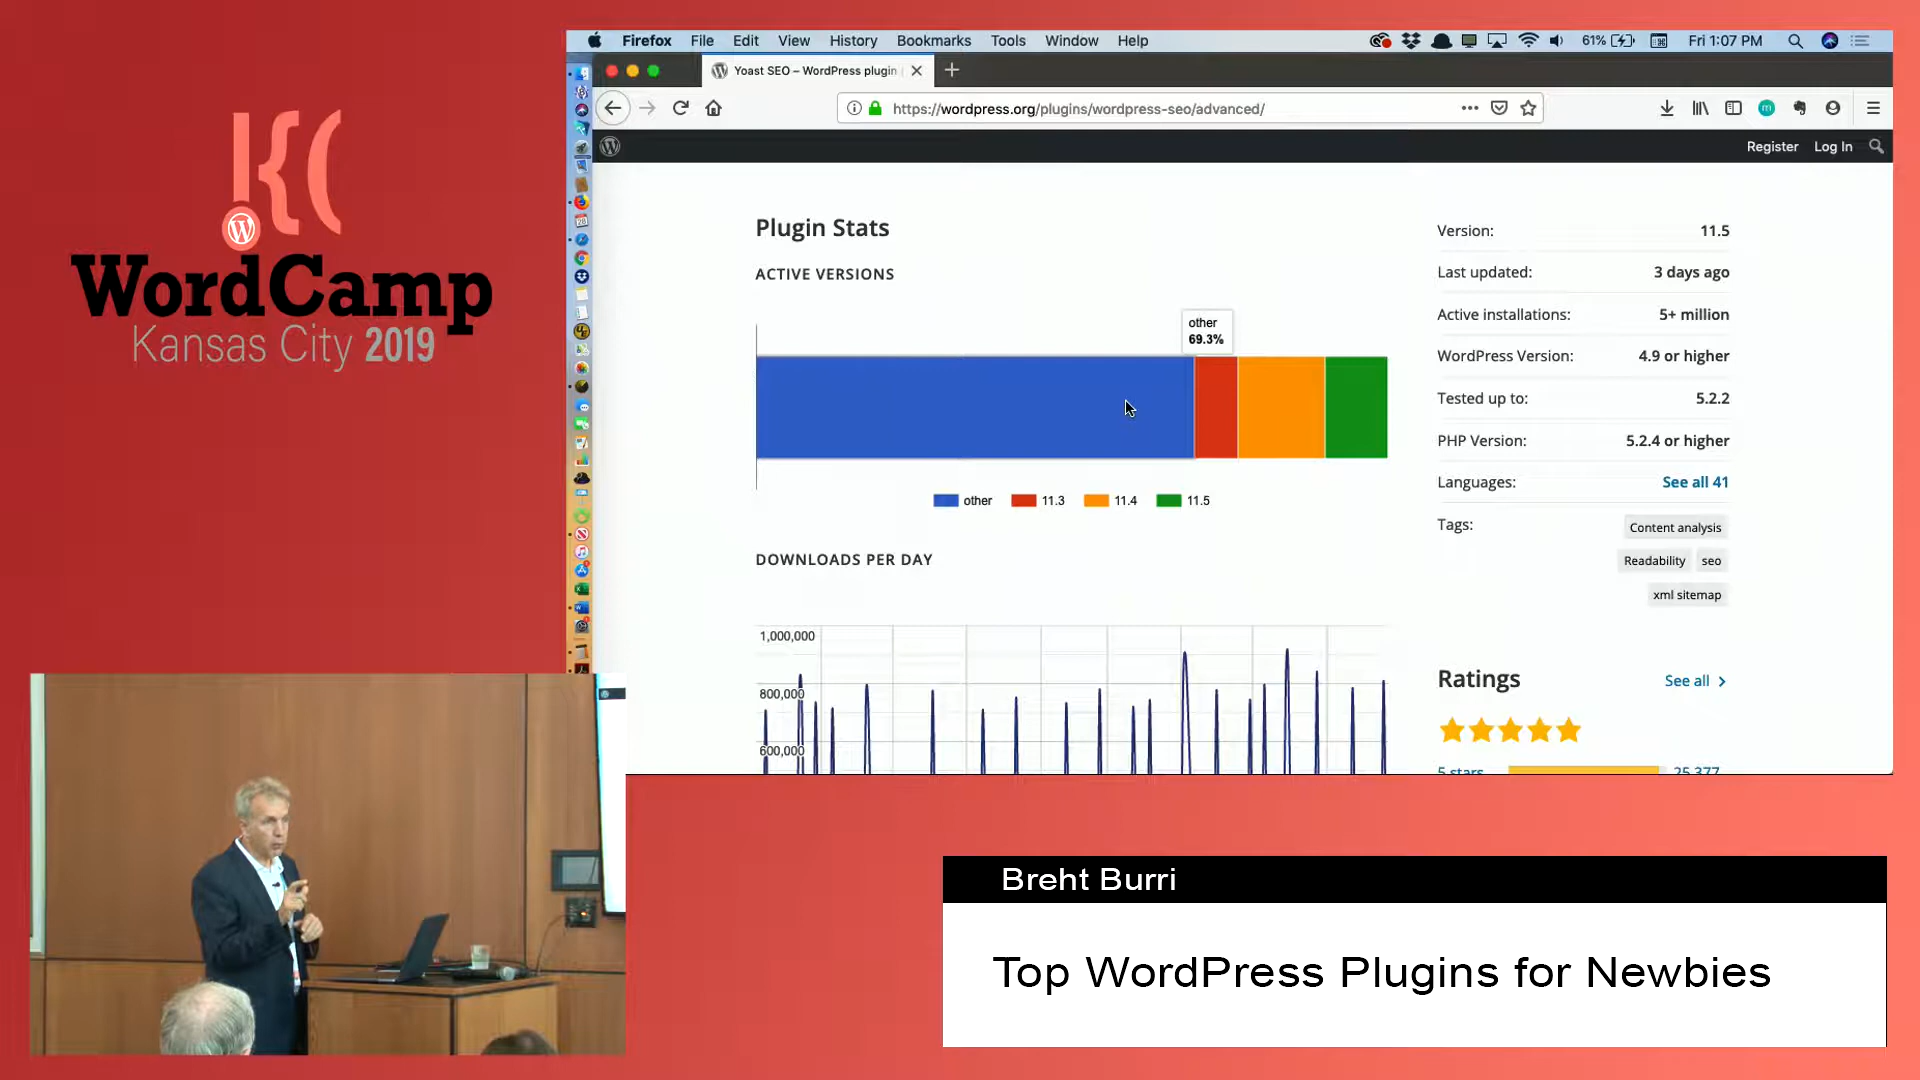 Firefox File Edit View History Bookmarks Tools Window Help 61% Fri 1:07 PM
Yoast SEO – WordPress plugin
https://wordpress.org/plugins/wordpress-seo/advanced/
Register Log In
K(
WordCamp
Kansas City 2019
Plugin Stats
ACTIVE VERSIONS
other
69.3%
other 11.3 11.4 11.5
DOWNLOADS PER DAY
1,000,000
800,000
600,000
Version: 11.5
Last updated: 3 days ago
Active installations: 5+ million
WordPress Version: 4.9 or higher
Tested up to: 5.2.2
PHP Version: 5.2.4 or higher
Languages: See all 41
Tags: Content analysis
Readability seo
xml sitemap
Ratings See all
5 stars 25,377
Breht Burri
Top WordPress Plugins for Newbies